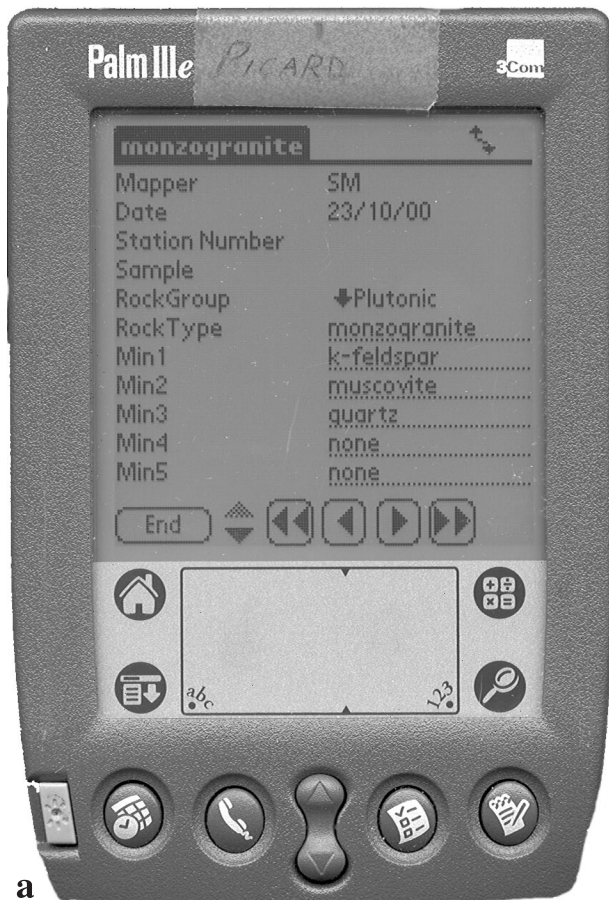 Palm IIIe PICARD 3Com
monzogranite
Mapper SM
Date 23/10/00
Station Number
Sample
RockGroup Plutonic
RockType monzogranite
Min1 k-feldspar
Min2 muscovite
Min3 quartz
Min4 none
Min5 none
End
abc 123
a